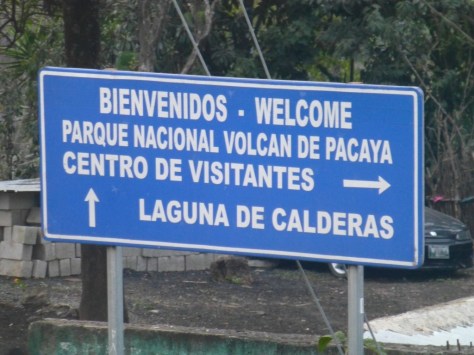 BIENVENIDOS - WELCOME
PARQUE NACIONAL VOLCAN DE PACAYA
CENTRO DE VISITANTES →
↑ LAGUNA DE CALDERAS